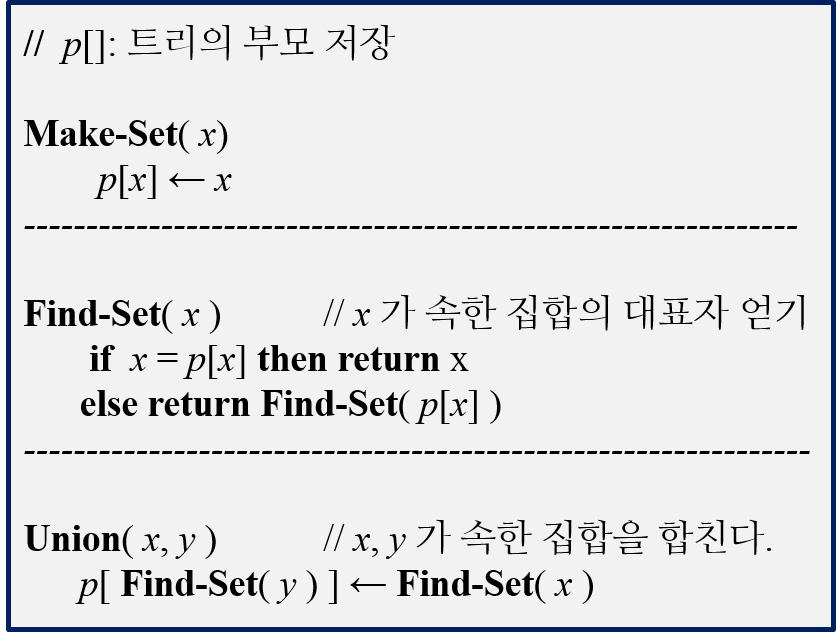 // p[]: 트리의 부모 저장
Make-Set( x)
p[x] ← x
--------------------------------------------------------------
Find-Set( x ) // x 가 속한 집합의 대표자 얻기
if x = p[x] then return x
else return Find-Set( p[x] )
---------------------------------------------------------------
Union( x, y ) // x, y 가 속한 집합을 합친다.
p[ Find-Set( y ) ] ← Find-Set( x )